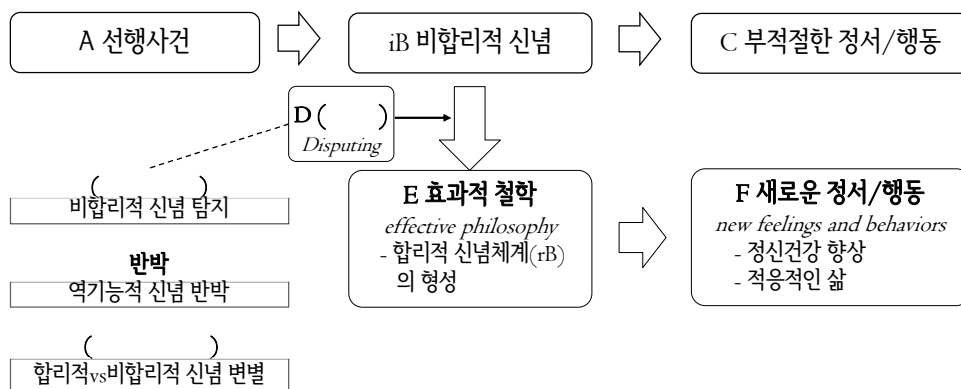 A 선행사건
iB 비합리적 신념
C 부적절한 정서/행동
D (          )
Disputing
E 효과적 철학
effective philosophy
- 합리적 신념체계(rB)
의 형성
F 새로운 정서/행동
new feelings and behaviors
- 정신건강 향상
- 적응적인 삶
(          )
비합리적 신념 탐지
반박
역기능적 신념 반박
(          )
합리적vs비합리적 신념 변별